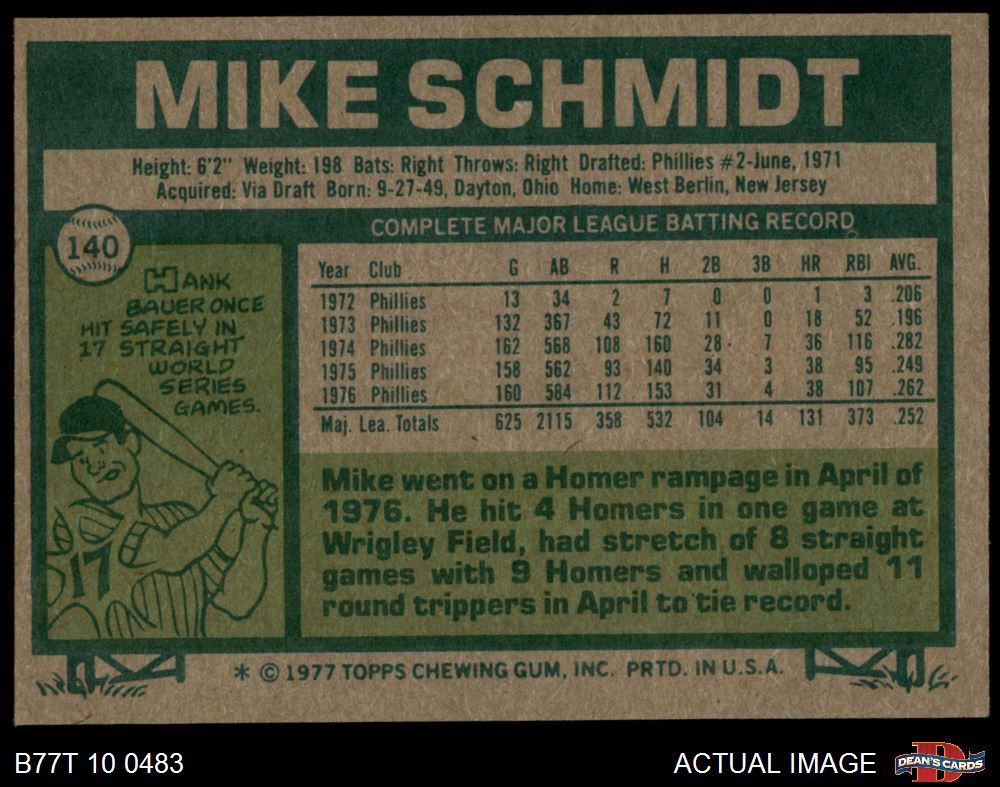 MIKE SCHMIDT
Height: 6'2" Weight: 198 Bats: Right Throws: Right Drafted: Phillies #2-June, 1971
Acquired: Via Draft Born: 9-27-49, Dayton, Ohio Home: West Berlin, New Jersey
140
HANK
BAUER ONCE
HIT SAFELY IN
17 STRAIGHT
WORLD
SERIES
GAMES.
17
COMPLETE MAJOR LEAGUE BATTING RECORD
Year Club G AB R H 2B 3B HR RBI AVG.
1972 Phillies 13 34 2 7 0 0 1 3 .206
1973 Phillies 132 367 43 72 11 0 18 52 .196
1974 Phillies 162 568 108 160 28 7 36 116 .282
1975 Phillies 158 562 93 140 34 3 38 95 .249
1976 Phillies 160 584 112 153 31 4 38 107 .262
Maj. Lea. Totals 625 2115 358 532 104 14 131 373 .252
Mike went on a Homer rampage in April of
1976. He hit 4 Homers in one game at
Wrigley Field, had stretch of 8 straight
games with 9 Homers and walloped 11
round trippers in April to tie record.
* © 1977 TOPPS CHEWING GUM, INC. PRTD. IN U.S.A.
B77T 10 0483
ACTUAL IMAGE
D
DEAN'S CARDS